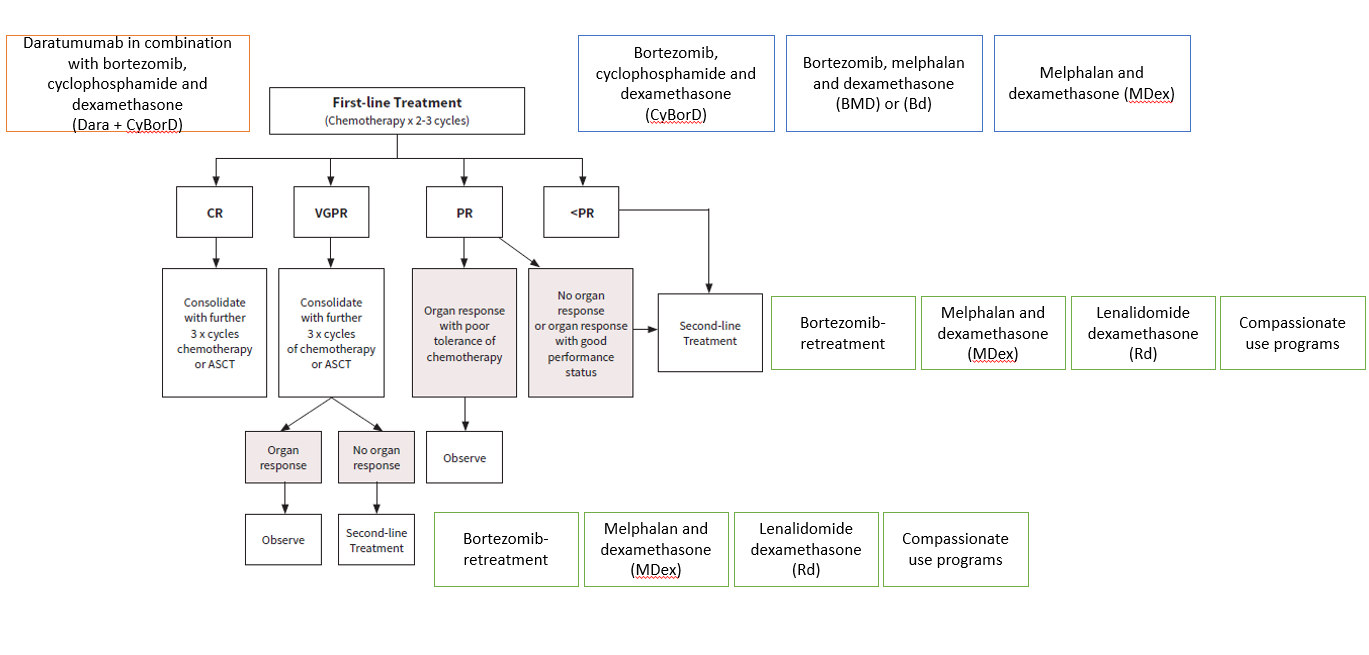 Daratumumab in combination
with bortezomib,
cyclophosphamide and
dexamethasone
(Dara + CyBorD)
First-line Treatment
(Chemotherapy x 2-3 cycles)
Bortezomib,
cyclophosphamide and
dexamethasone
(CyBorD)
Bortezomib, melphalan
and dexamethasone
(BMD) or (Bd)
Melphalan and
dexamethasone (MDex)
CR
VGPR
PR
<PR
Consolidate
with further
3 x cycles
chemotherapy
or ASCT
Consolidate
with further
3 x cycles
of chemotherapy
or ASCT
Organ response
with poor
tolerance of
chemotherapy
No organ
response
or organ response
with good
performance
status
Second-line
Treatment
Bortezomib-
retreatment
Melphalan and
dexamethasone
(MDex)
Lenalidomide
dexamethasone
(Rd)
Compassionate
use programs
Organ
response
No organ
response
Observe
Observe
Second-line
Treatment
Bortezomib-
retreatment
Melphalan and
dexamethasone
(MDex)
Lenalidomide
dexamethasone
(Rd)
Compassionate
use programs